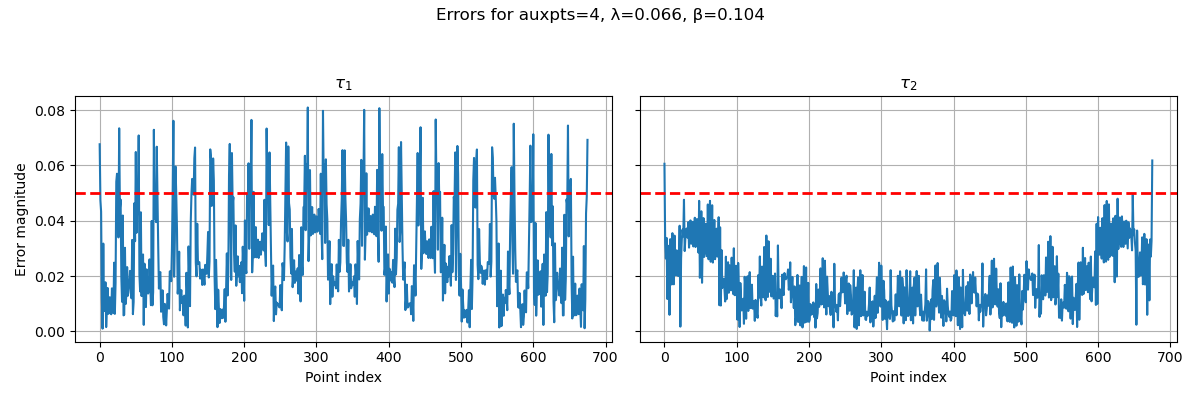 Errors for auxpts=4, λ=0.066, β=0.104
τ1
τ2
Error magnitude
0.08
0.06
0.04
0.02
0.00
0 100 200 300 400 500 600 700
0 100 200 300 400 500 600 700
Point index
Point index